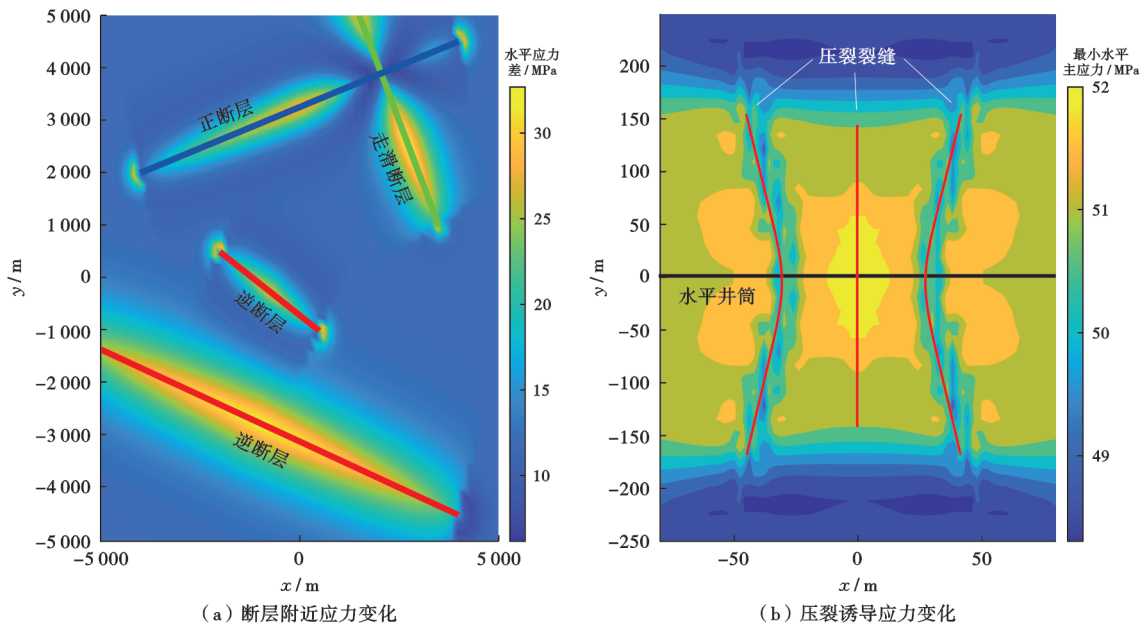 5 000
4 000
3 000
2 000
1 000
0
−1 000
−2 000
−3 000
−4 000
−5 000
y / m
−5 000
0
5 000
x / m
正断层
走滑断层
逆断层
逆断层
水平应力
差 / MPa
30
25
20
15
10
(a)断层附近应力变化
200
150
100
50
0
−50
−100
−150
−200
−250
y / m
−50
0
50
x / m
压裂裂缝
水平井筒
最小水平
主应力 / MPa
52
51
50
49
(b)压裂诱导应力变化